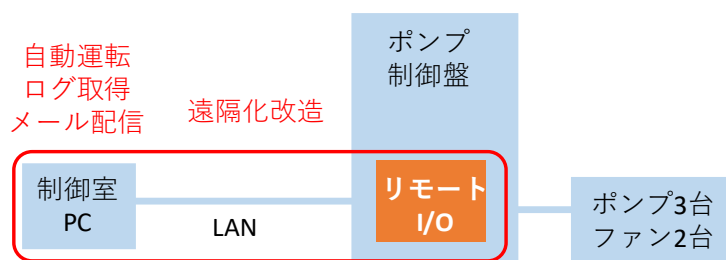 自動運転
ログ取得
メール配信
遠隔化改造
ポンプ
制御盤
制御室
PC
LAN
リモート
I/O
ポンプ3台
ファン2台